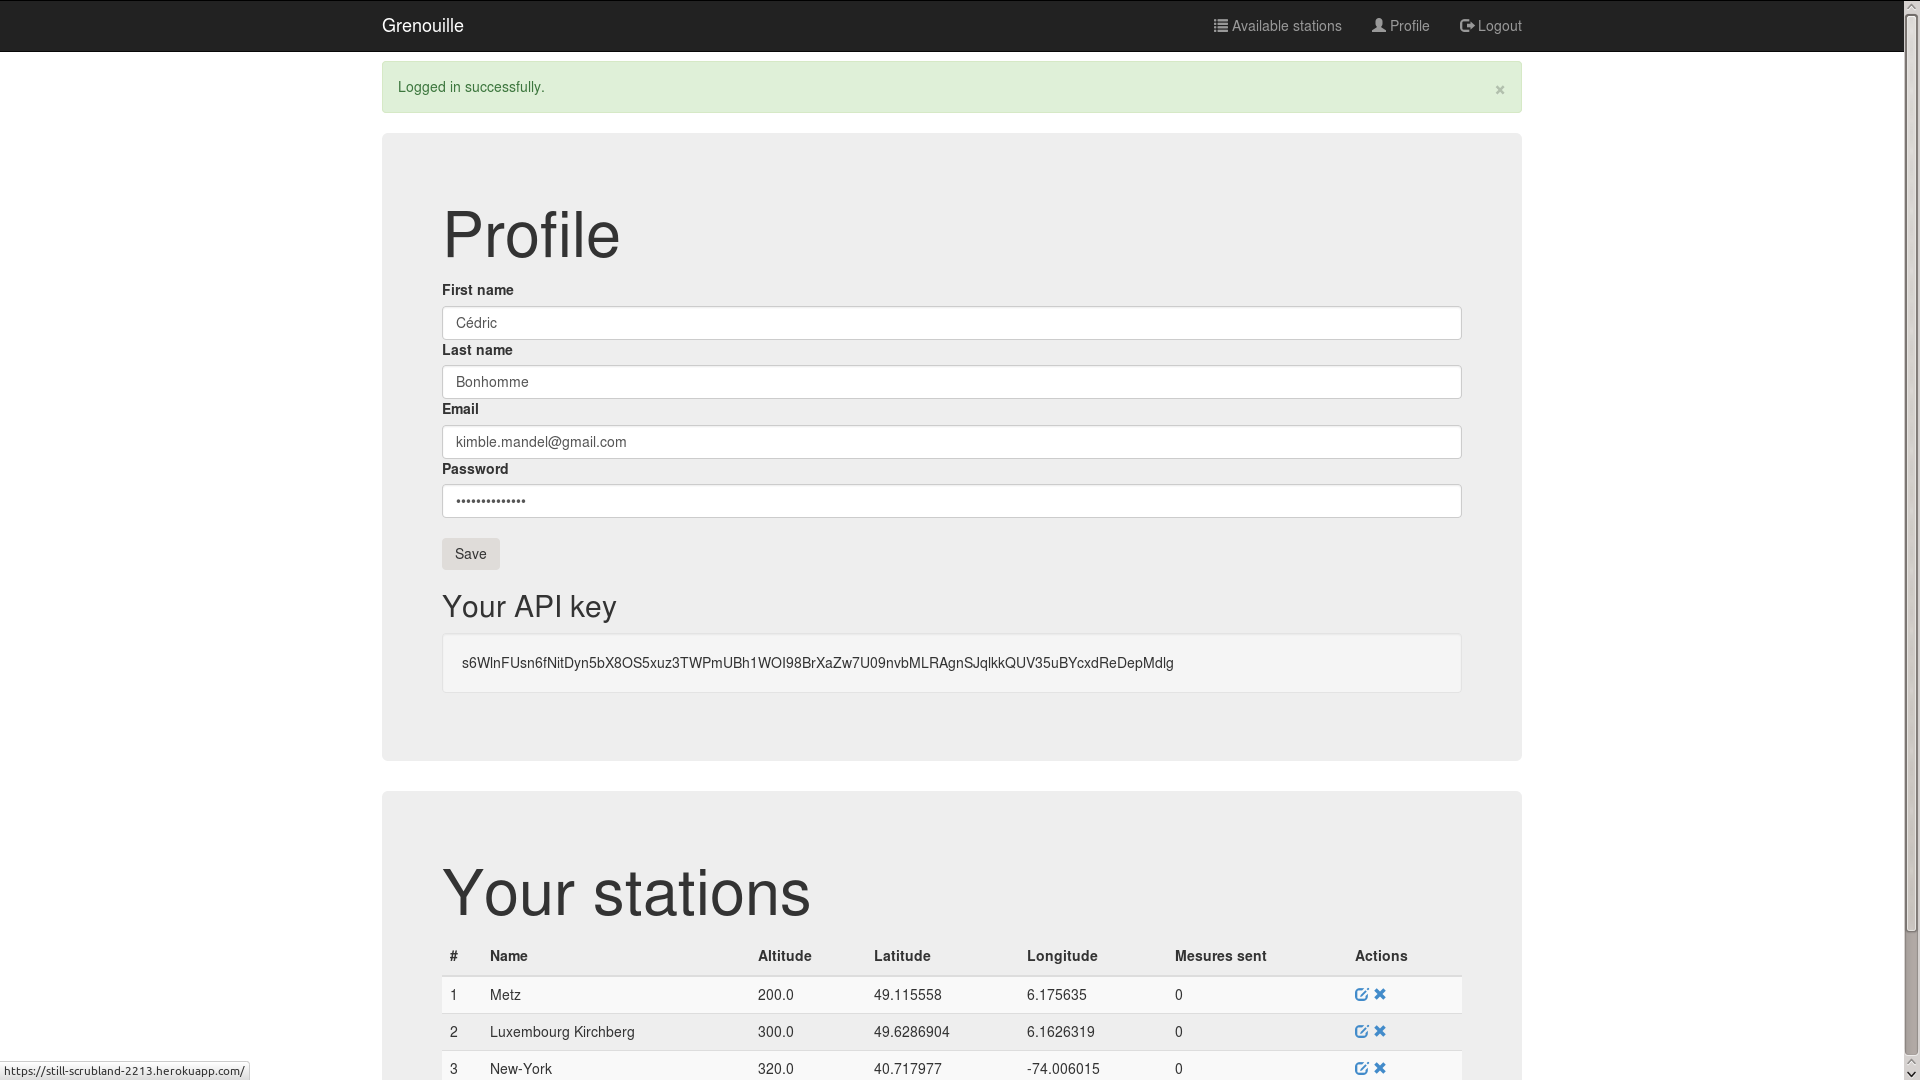 Grenouille Available stations Profile Logout
Logged in successfully. ×
Profile
First name
Cédric
Last name
Bonhomme
Email
kimble.mandel@gmail.com
Password
••••••••••••••
Save
Your API key
s6WlnFUsn6fNitDyn5bX8OS5xuz3TWPmUBh1WOI98BrXaZw7U09nvbMLRAgnSJqlkkQUV35uBYcxdReDepMdlg
Your stations
# Name Altitude Latitude Longitude Mesures sent Actions
1 Metz 200.0 49.115558 6.175635 0
2 Luxembourg Kirchberg 300.0 49.6286904 6.1626319 0
3 New-York 320.0 40.717977 -74.006015 0
https://still-scrubland-2213.herokuapp.com/